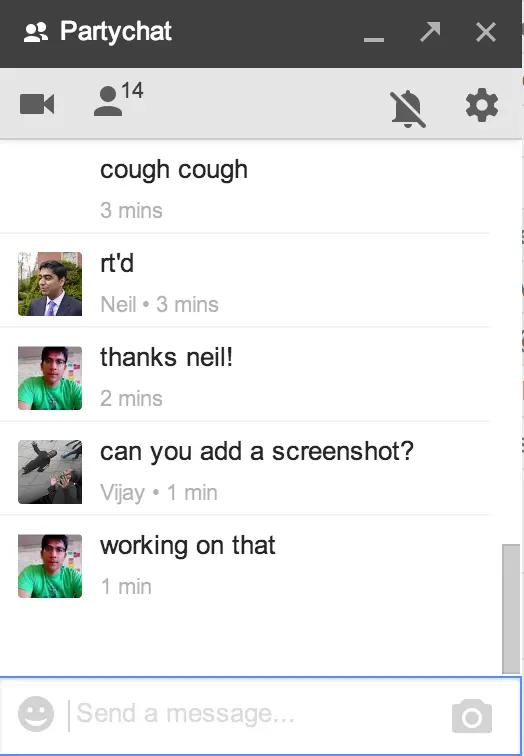 Partychat
14
cough cough
3 mins
rt'd
Neil • 3 mins
thanks neil!
2 mins
can you add a screenshot?
Vijay • 1 min
working on that
1 min
Send a message...